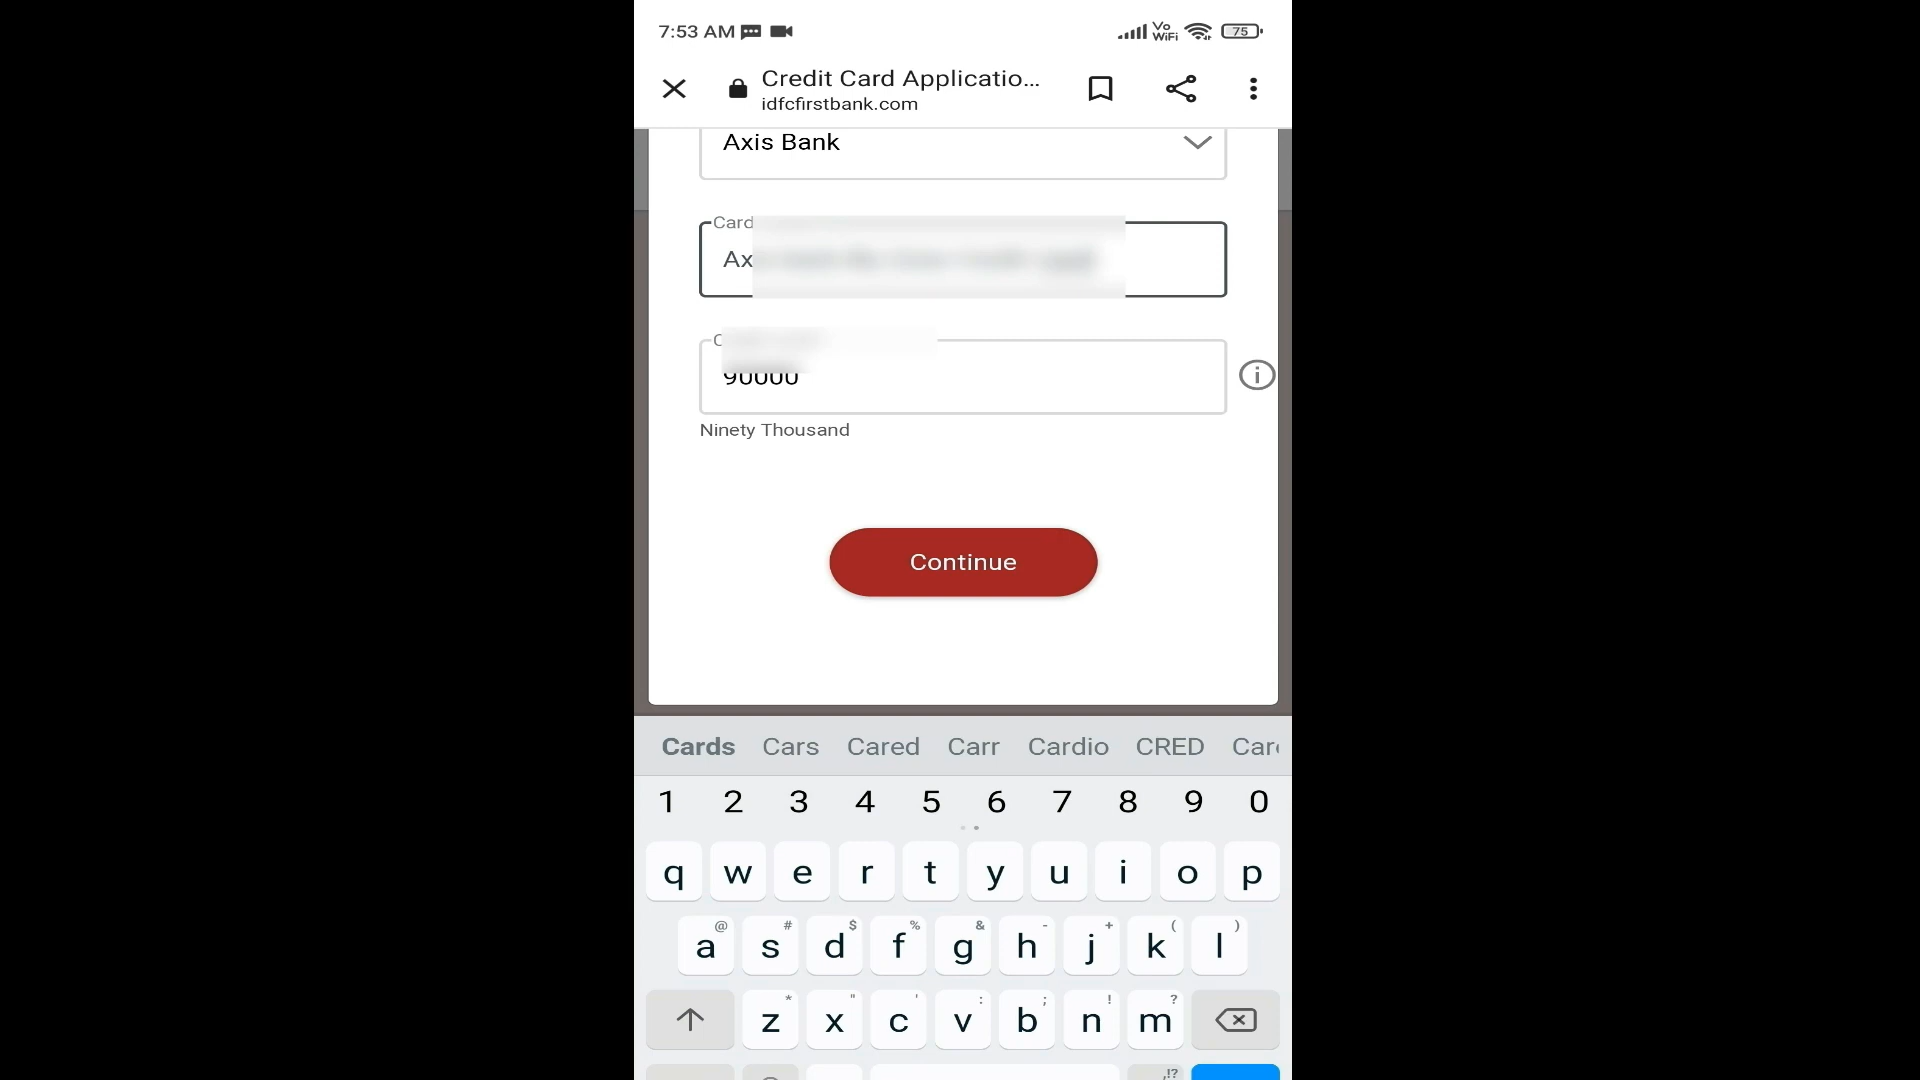 7:53 AM
Vo
WiFi
75
Credit Card Applicatio...
idfcfirstbank.com
Axis Bank
Card
Ax
90000
Ninety Thousand
Continue
Cards Cars Cared Carr Cardio CRED
1 2 3 4 5 6 7 8 9 0
q w e r t y u i o p
@ # $ % & - + ( )
a s d f g h j k l
* " ' : ; ! ?
z x c v b n m
,!?